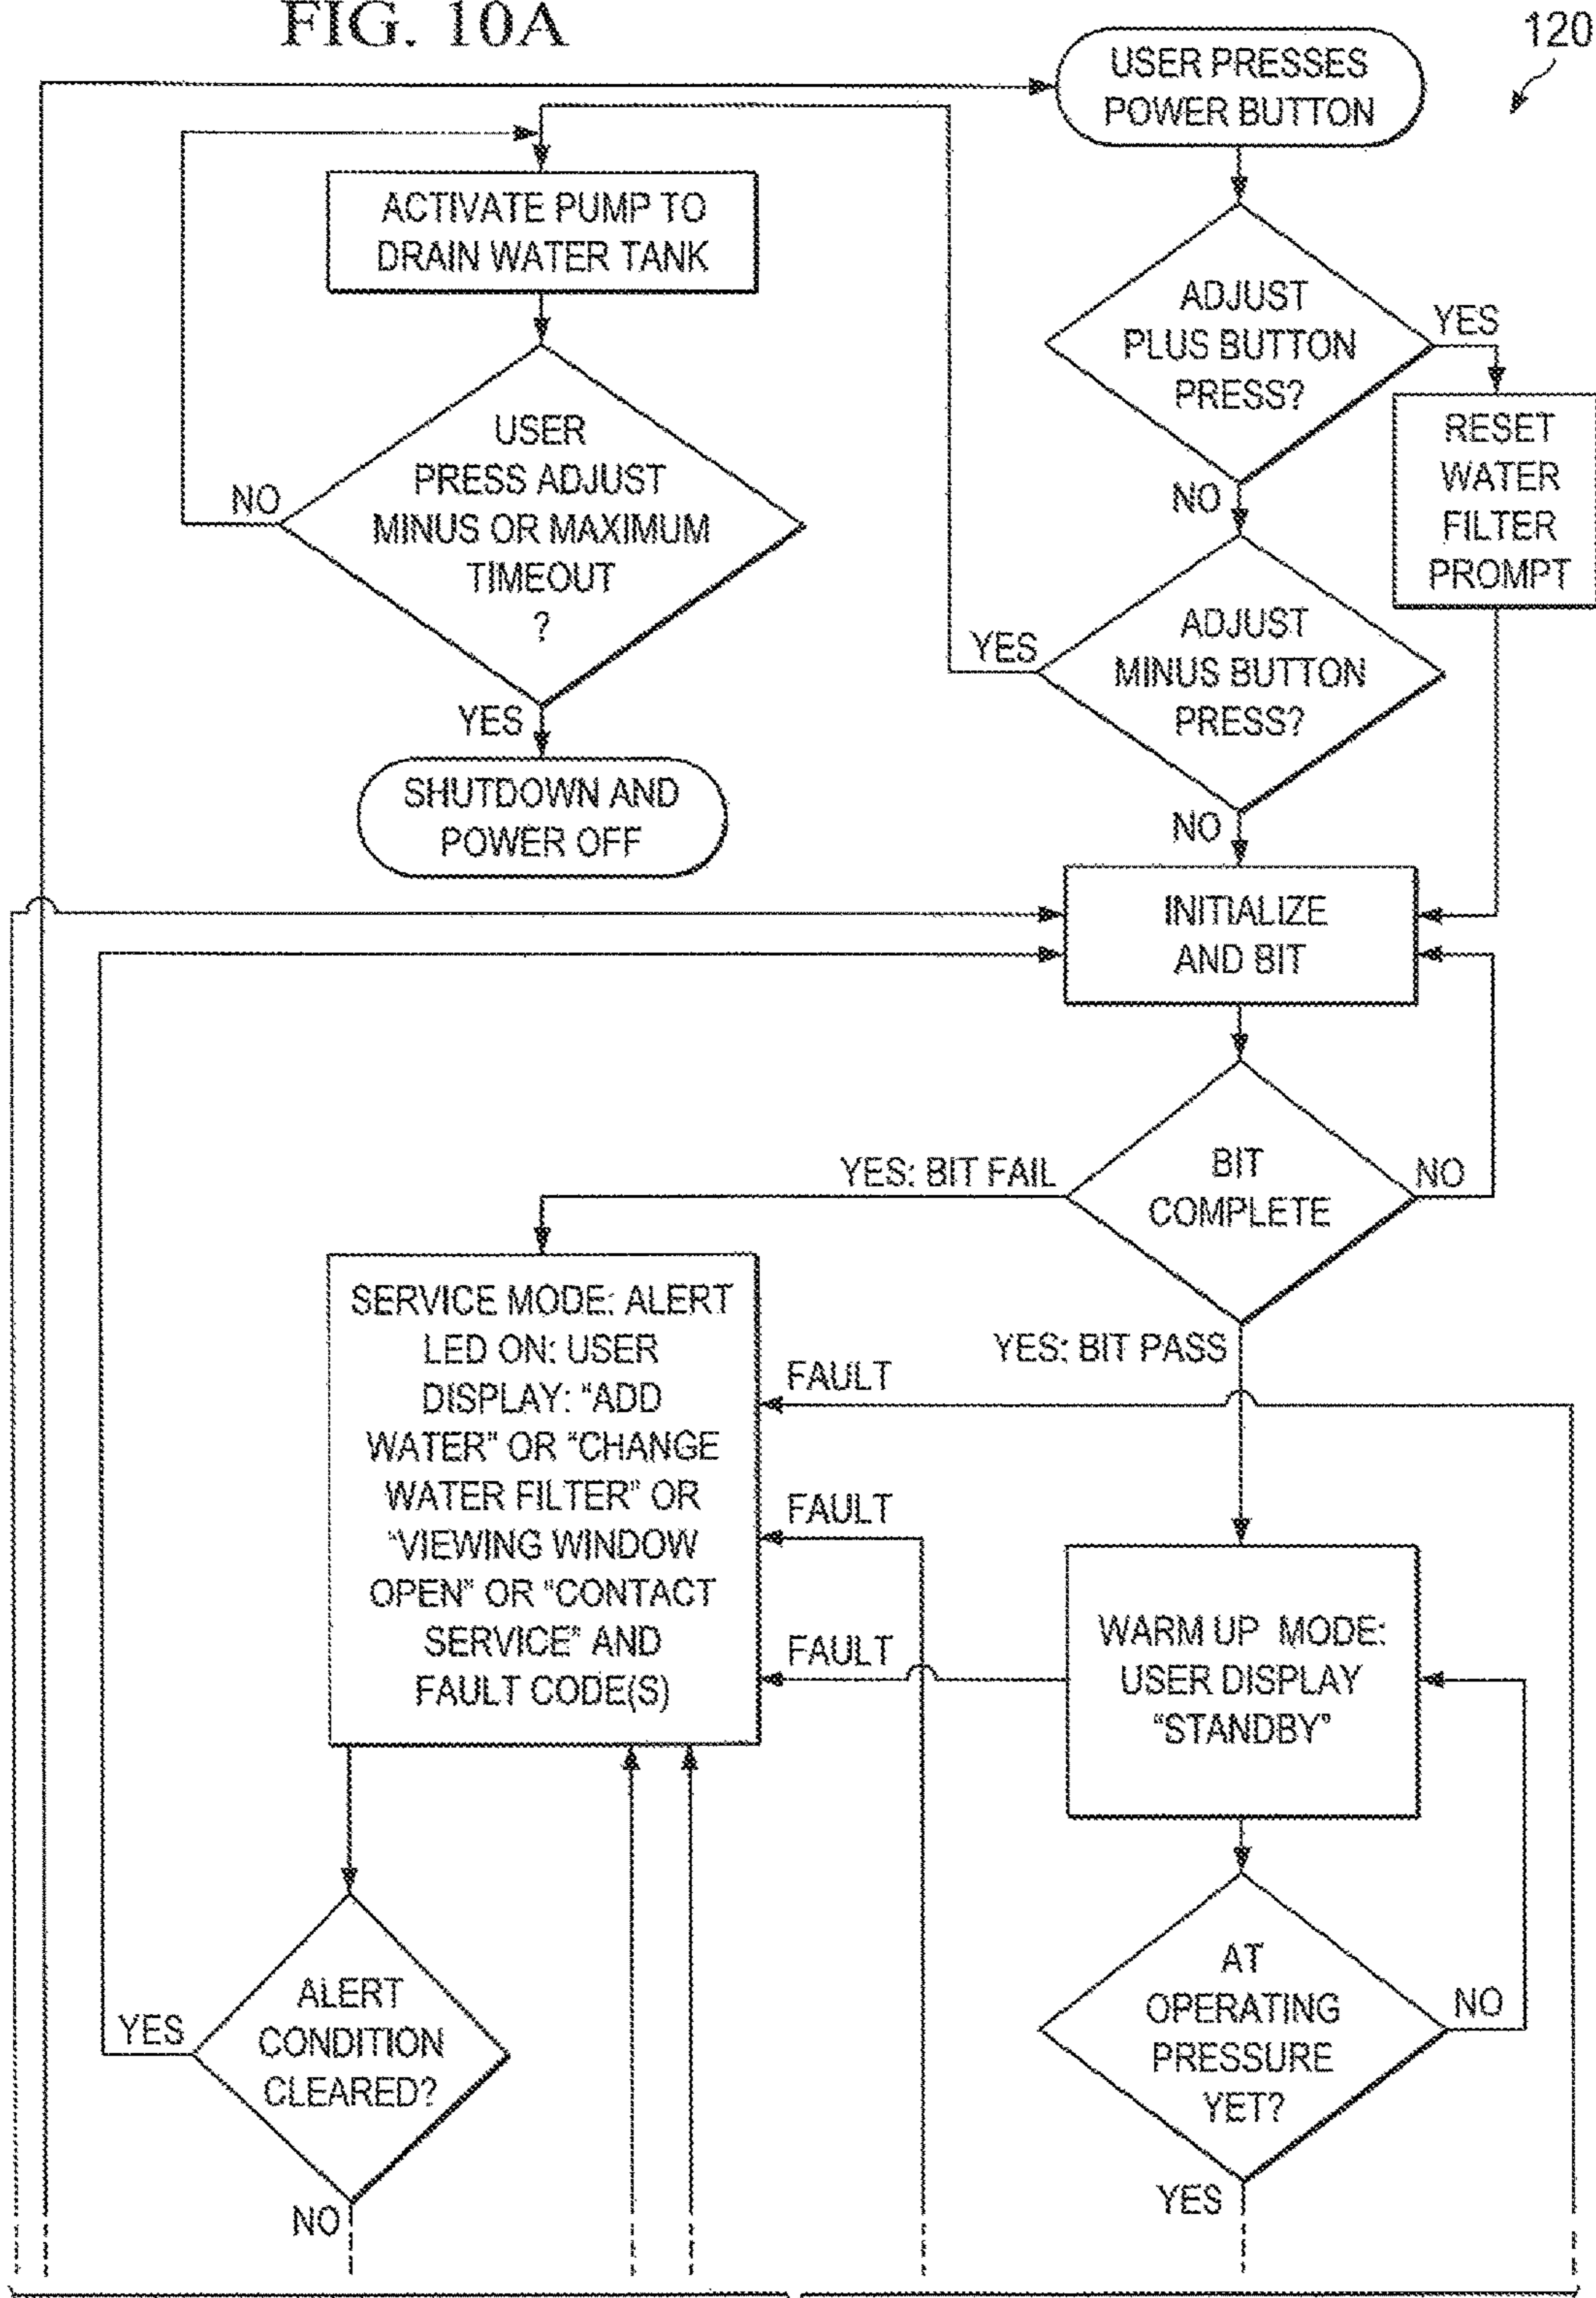 FIG. 10A
120
USER PRESSES
POWER BUTTON
ACTIVATE PUMP TO
DRAIN WATER TANK
ADJUST
PLUS BUTTON
PRESS?
YES
NO
RESET
WATER
FILTER
PROMPT
USER
PRESS ADJUST
MINUS OR MAXIMUM
TIMEOUT
?
NO
YES
ADJUST
MINUS BUTTON
PRESS?
YES
NO
SHUTDOWN AND
POWER OFF
INITIALIZE
AND BIT
BIT
COMPLETE
NO
YES: BIT FAIL
YES: BIT PASS
SERVICE MODE: ALERT
LED ON: USER
DISPLAY: "ADD
WATER" OR "CHANGE
WATER FILTER" OR
"VIEWING WINDOW
OPEN" OR "CONTACT
SERVICE" AND
FAULT CODE(S)
FAULT
FAULT
FAULT
WARM UP MODE:
USER DISPLAY
"STANDBY"
ALERT
CONDITION
CLEARED?
YES
NO
AT
OPERATING
PRESSURE
YET?
NO
YES